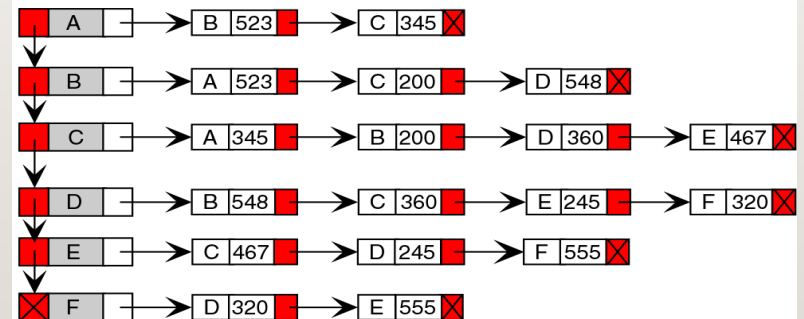 A B 523 C 345
B A 523 C 200 D 548
C A 345 B 200 D 360 E 467
D B 548 C 360 E 245 F 320
E C 467 D 245 F 555
F D 320 E 555